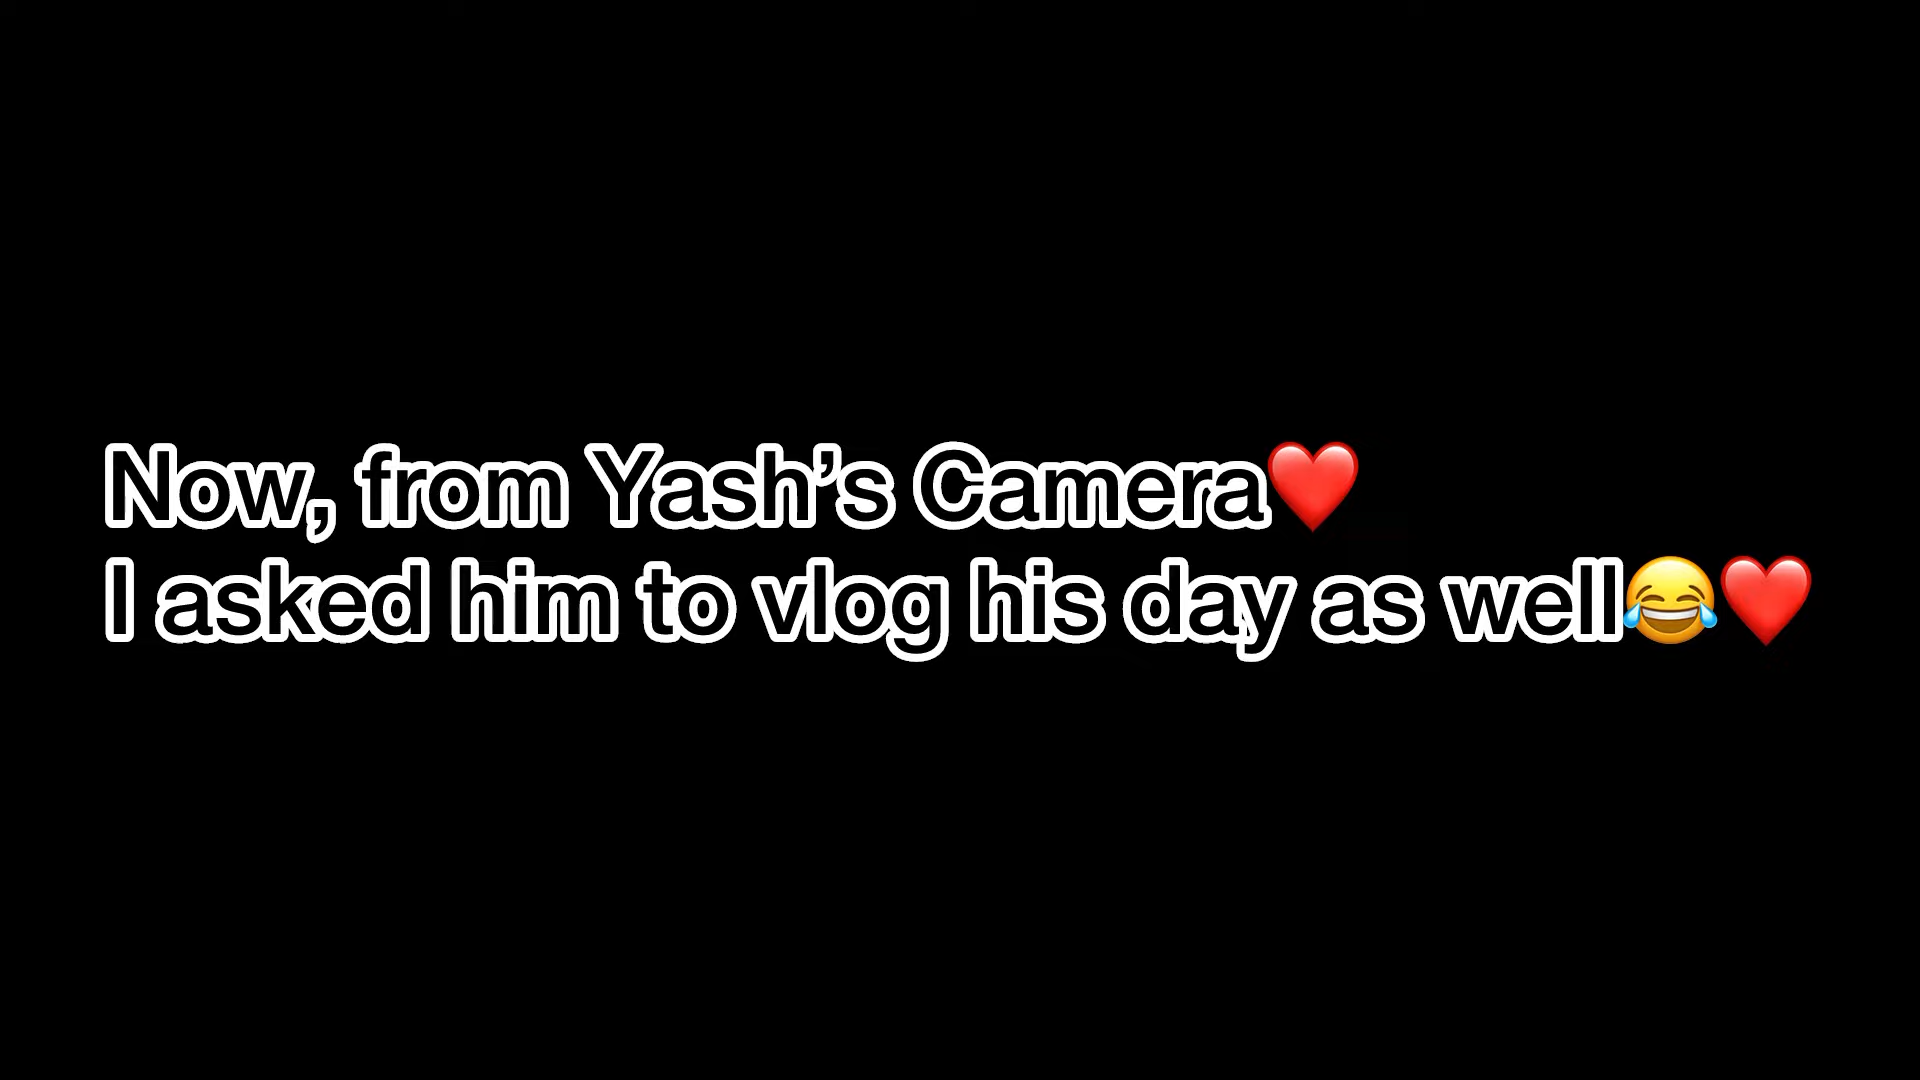 Now, from Yash’s Camera❤️
I asked him to vlog his day as well😂❤️